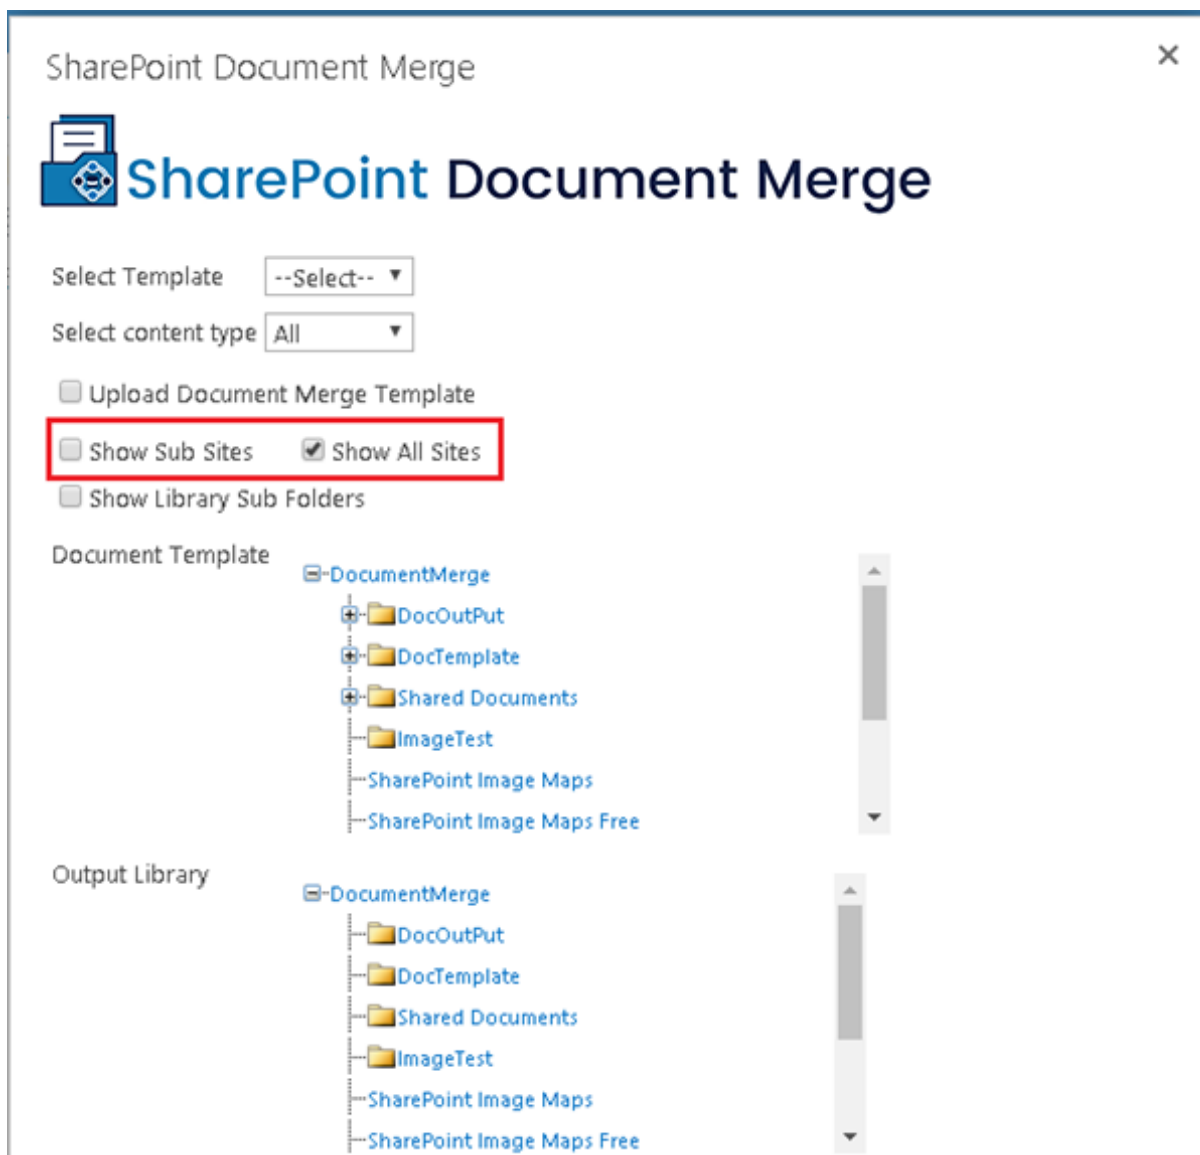 SharePoint Document Merge
SharePoint Document Merge
Select Template --Select--
Select content type All
Upload Document Merge Template
Show Sub Sites Show All Sites
Show Library Sub Folders
Document Template
DocumentMerge
DocOutPut
DocTemplate
Shared Documents
ImageTest
SharePoint Image Maps
SharePoint Image Maps Free
Output Library
DocumentMerge
DocOutPut
DocTemplate
Shared Documents
ImageTest
SharePoint Image Maps
SharePoint Image Maps Free